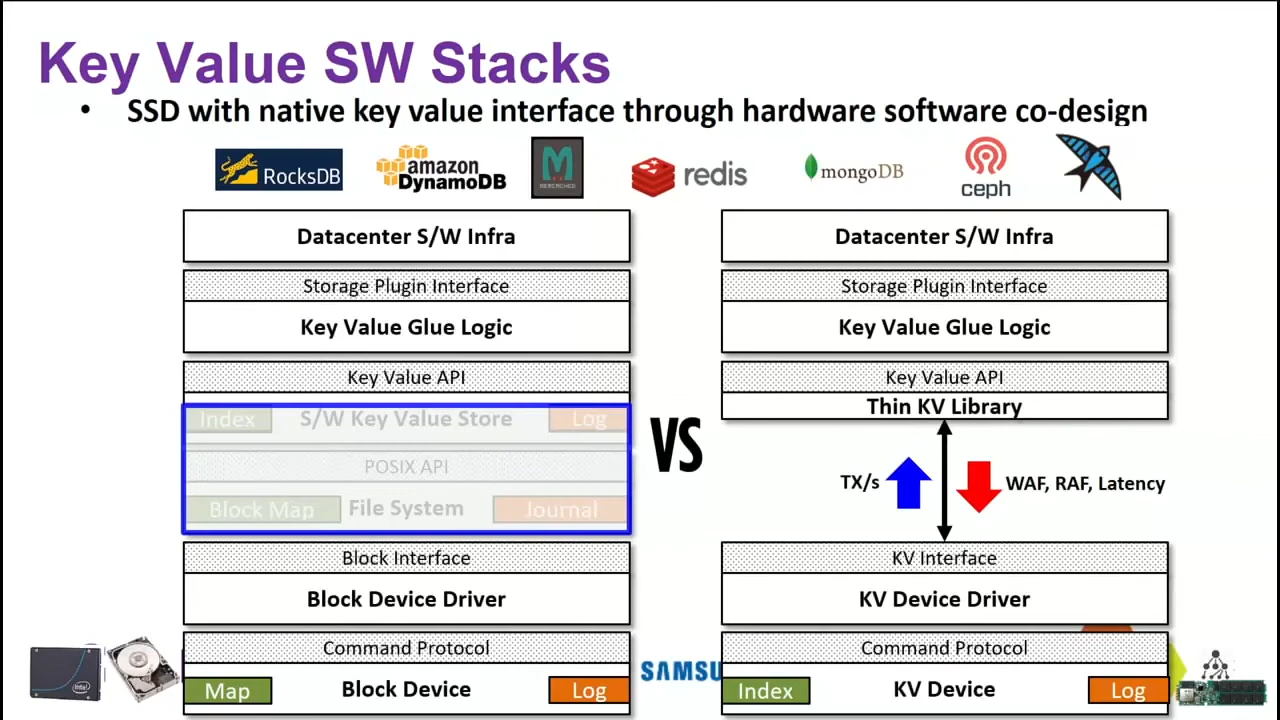 Key Value SW Stacks
• SSD with native key value interface through hardware software co-design
RocksDB
amazon
DynamoDB
MEMCACHED
redis
mongoDB
ceph
Datacenter S/W Infra
Storage Plugin Interface
Key Value Glue Logic
Key Value API
Index S/W Key Value Store Log
POSIX API
Block Map File System Journal
Block Interface
Block Device Driver
Command Protocol
Map Block Device Log
VS
Datacenter S/W Infra
Storage Plugin Interface
Key Value Glue Logic
Key Value API
Thin KV Library
TX/s
WAF, RAF, Latency
KV Interface
KV Device Driver
Command Protocol
Index KV Device Log
intel
SAMSU